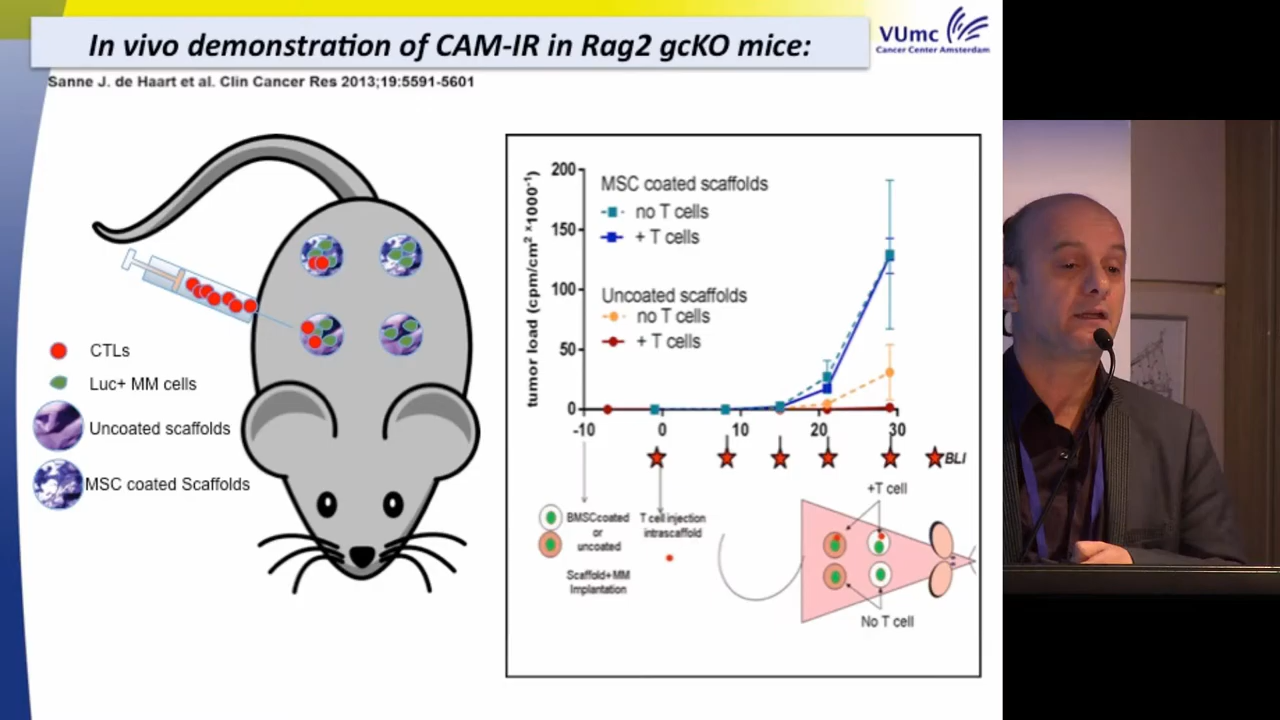 In vivo demonstration of CAM-IR in Rag2 gcKO mice:
VUmc
Cancer Center Amsterdam
Sanne J. de Haart et al. Clin Cancer Res 2013;19:5591-5601
CTLs
Luc+ MM cells
Uncoated scaffolds
MSC coated Scaffolds
tumor load (cpm/cm² *1000⁻¹)
200
150
100
50
0
MSC coated scaffolds
no T cells
+ T cells
Uncoated scaffolds
no T cells
+ T cells
-10 0 10 20 30
BLI
BMSCcoated
or
uncoated
Scaffold+MM
Implantation
T cell injection
intrascaffold
+T cell
No T cell